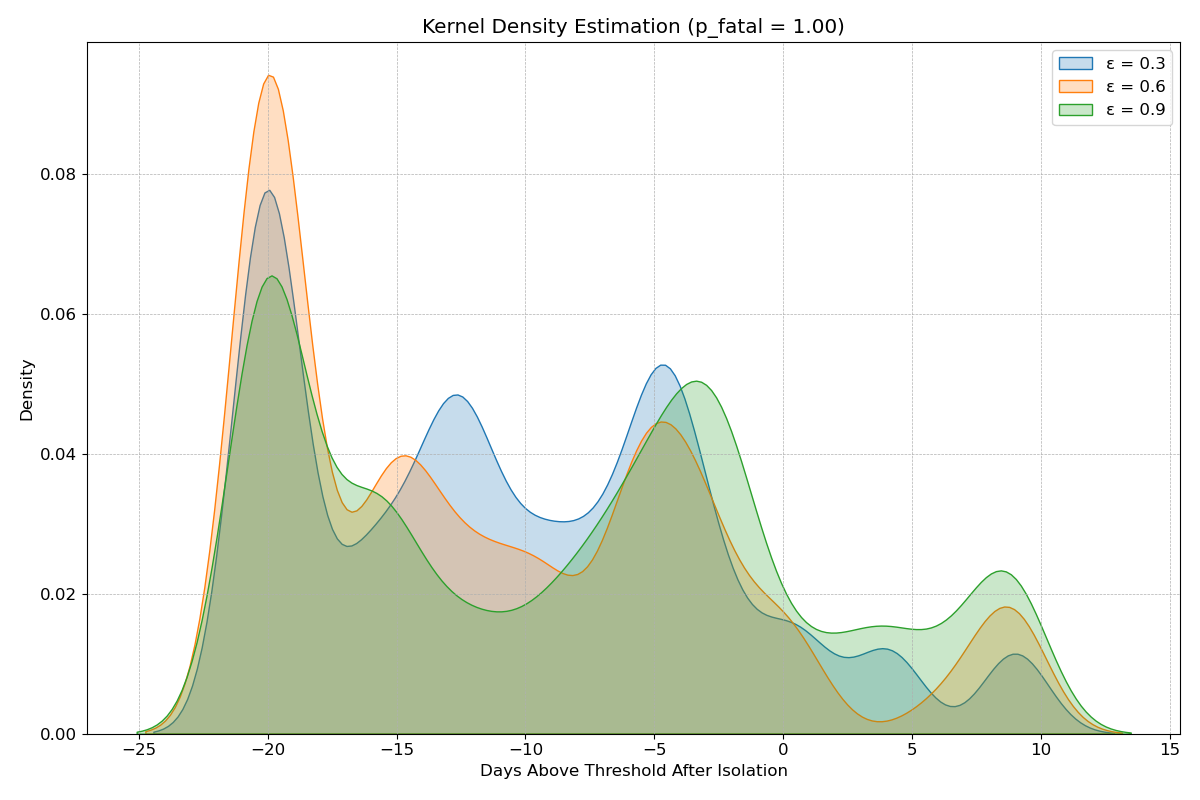 Kernel Density Estimation (p_fatal = 1.00)
ε = 0.3
ε = 0.6
ε = 0.9
Density
0.08
0.06
0.04
0.02
0.00
−25 −20 −15 −10 −5 0 5 10 15
Days Above Threshold After Isolation